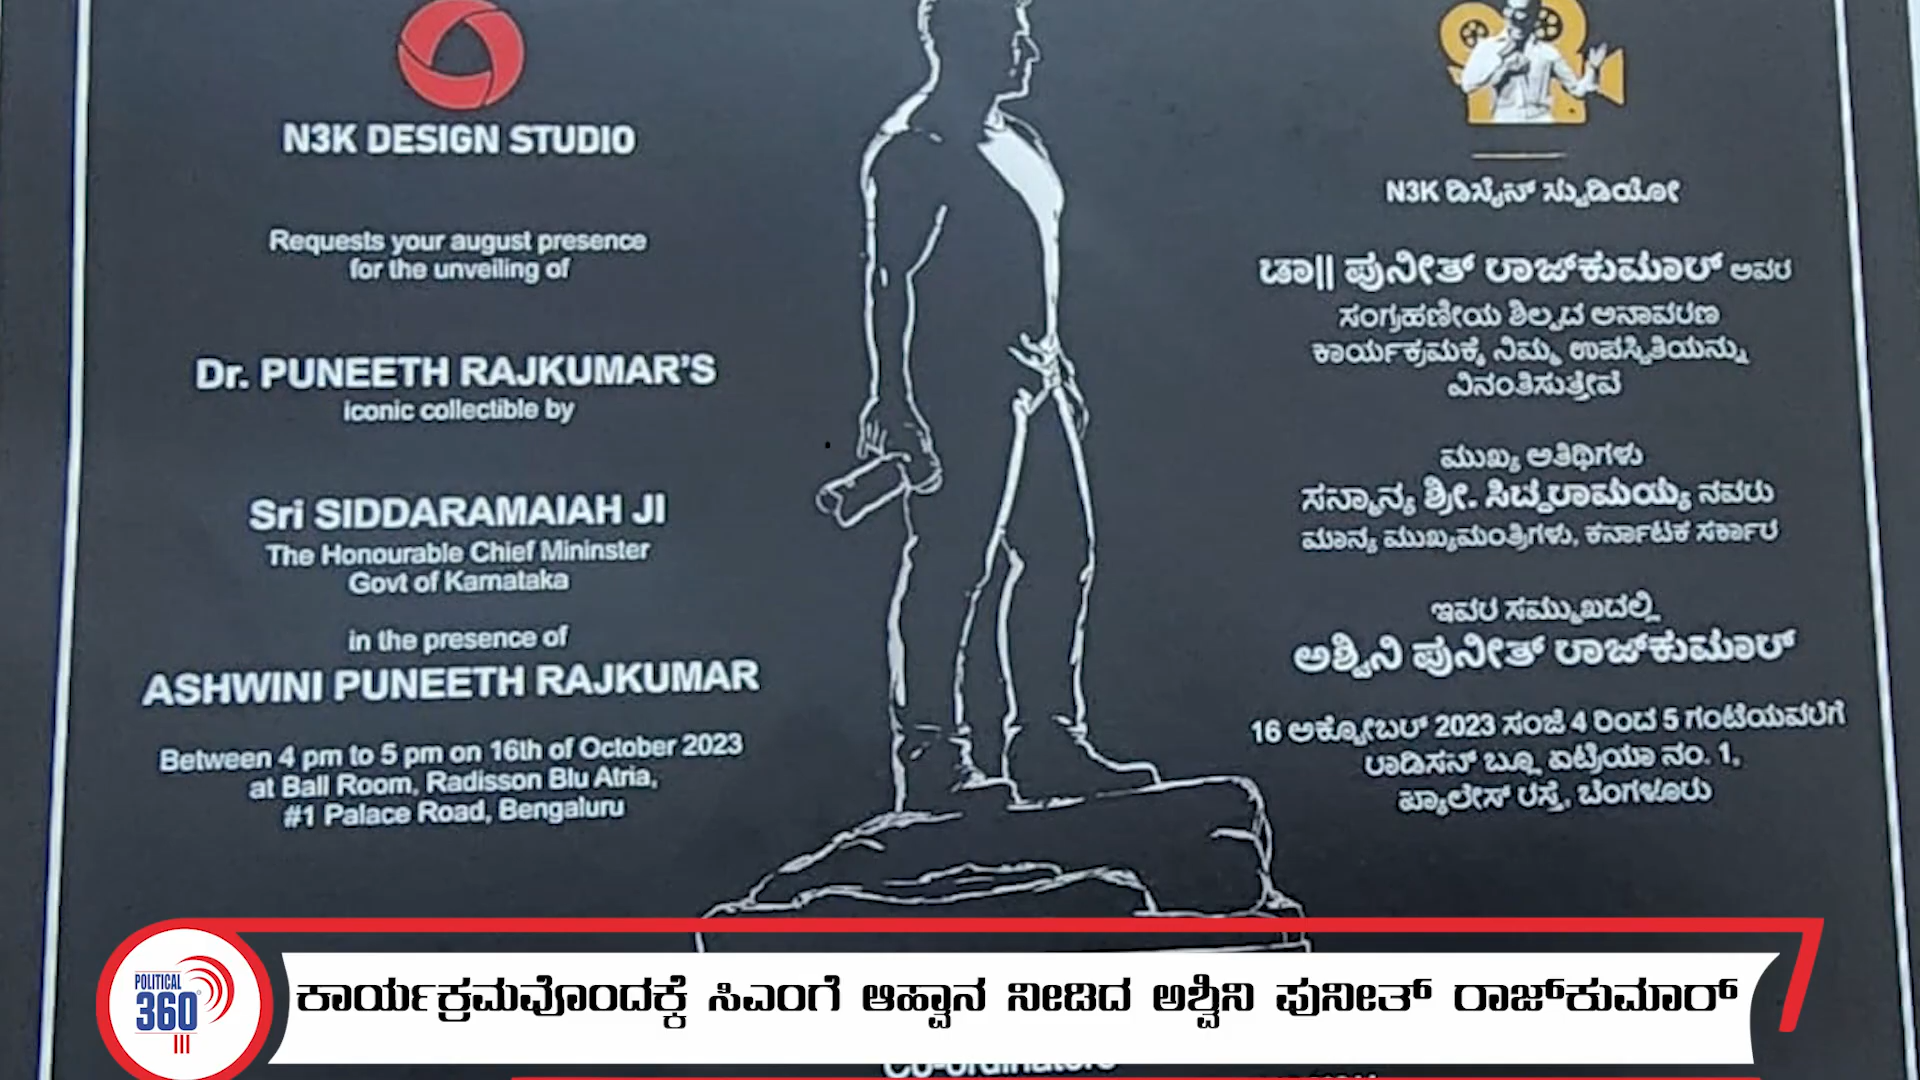 N3K DESIGN STUDIO
Requests your august presence
for the unveiling of
Dr. PUNEETH RAJKUMAR'S
iconic collectible by
Sri SIDDARAMAIAH JI
The Honourable Chief Mininster
Govt of Karnataka
in the presence of
ASHWINI PUNEETH RAJKUMAR
Between 4 pm to 5 pm on 16th of October 2023
at Ball Room, Radisson Blu Atria,
#1 Palace Road, Bengaluru
N3K ಡಿಸೈನ್ ಸ್ಟುಡಿಯೋ
ಡಾ|| ಪುನೀತ್ ರಾಜ್‌ಕುಮಾರ್ ಅವರ
ಸಂಗ್ರಹಣೀಯ ಶಿಲ್ಪದ ಅನಾವರಣ
ಕಾರ್ಯಕ್ರಮಕ್ಕೆ ನಿಮ್ಮ ಉಪಸ್ಥಿತಿಯನ್ನು
ವಿನಂತಿಸುತ್ತೇವೆ
ಮುಖ್ಯ ಅತಿಥಿಗಳು
ಸನ್ಮಾನ್ಯ ಶ್ರೀ. ಸಿದ್ದರಾಮಯ್ಯ ನವರು
ಮಾನ್ಯ ಮುಖ್ಯಮಂತ್ರಿಗಳು, ಕರ್ನಾಟಕ ಸರ್ಕಾರ
ಇವರ ಸಮ್ಮುಖದಲ್ಲಿ
ಅಶ್ವಿನಿ ಪುನೀತ್ ರಾಜ್‌ಕುಮಾರ್
16 ಅಕ್ಟೋಬರ್ 2023 ಸಂಜೆ 4 ರಿಂದ 5 ಗಂಟೆಯವರೆಗೆ
ರಾಡಿಸನ್ ಬ್ಲೂ ಏಟ್ರಿಯಾ ನಂ. 1,
ಪ್ಯಾಲೇಸ್ ರಸ್ತೆ, ಬೆಂಗಳೂರು
POLITICAL
360
ಕಾರ್ಯಕ್ರಮವೊಂದಕ್ಕೆ ಸಿಎಂಗೆ ಆಹ್ವಾನ ನೀಡಿದ ಅಶ್ವಿನಿ ಪುನೀತ್ ರಾಜ್‌ಕುಮಾರ್
Co-ordinators